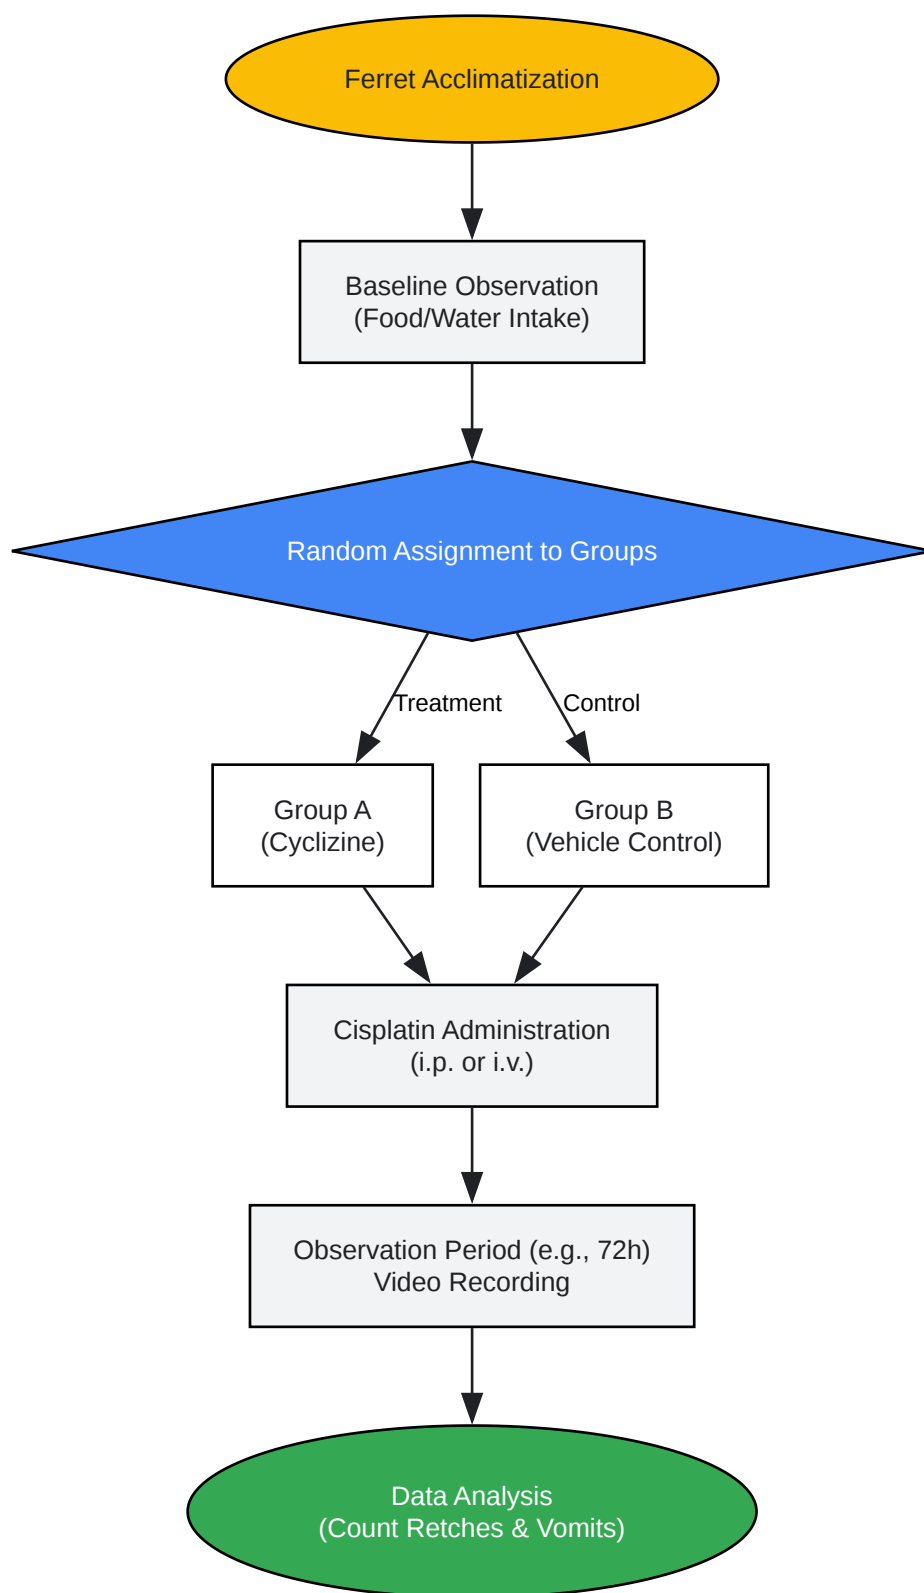 Ferret Acclimatization
Baseline Observation
(Food/Water Intake)
Random Assignment to Groups
Treatment
Control
Group A
(Cyclizine)
Group B
(Vehicle Control)
Cisplatin Administration
(i.p. or i.v.)
Observation Period (e.g., 72h)
Video Recording
Data Analysis
(Count Retches & Vomits)